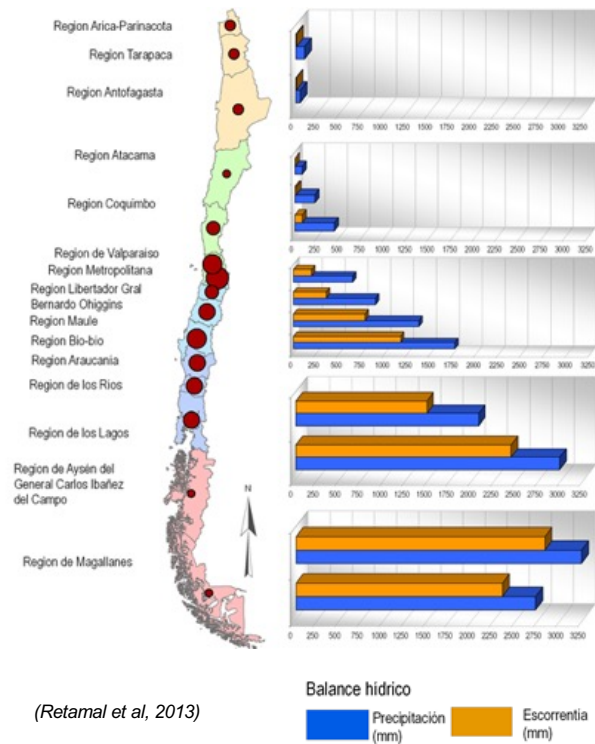 Region Arica-Parinacota
Region Tarapaca
Region Antofagasta
0 250 500 750 1000 1250 1500 1750 2000 2250 2500 2750 3000 3250
Region Atacama
Region Coquimbo
0 250 500 750 1000 1250 1500 1750 2000 2250 2500 2750 3000 3250
Region de Valparaiso
Region Metropolitana
Region Libertador Gral
Bernardo Ohiggins
Region Maule
Region Bio-bio
0 250 500 750 1000 1250 1500 1750 2000 2250 2500 2750 3000 3250
Region Araucania
Region de los Rios
Region de los Lagos
0 250 500 750 1000 1250 1500 1750 2000 2250 2500 2750 3000 3250
Region de Aysén del
General Carlos Ibañez
del Campo
N
Region de Magallanes
0 250 500 750 1000 1250 1500 1750 2000 2250 2500 2750 3000 3250
(Retamal et al, 2013)
Balance hídrico
Precipitación
(mm)
Escorrentia
(mm)